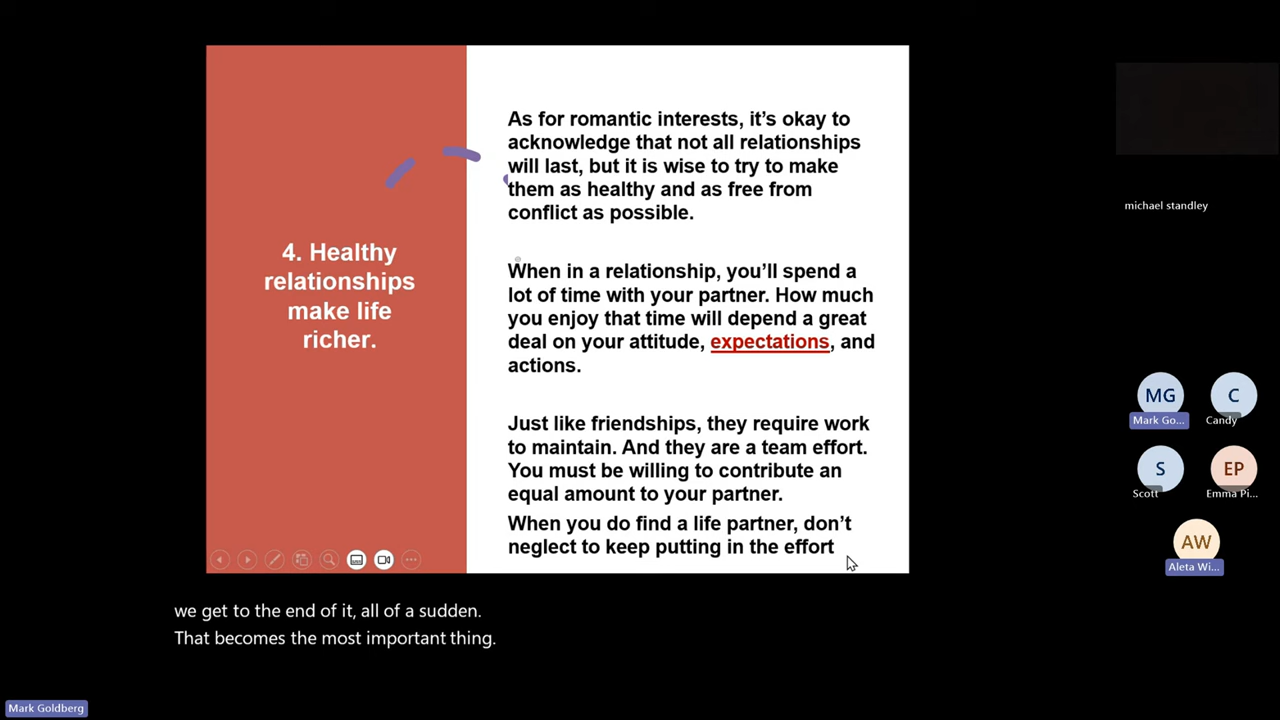 4. Healthy
relationships
make life
richer.
As for romantic interests, it's okay to
acknowledge that not all relationships
will last, but it is wise to try to make
them as healthy and as free from
conflict as possible.
When in a relationship, you'll spend a
lot of time with your partner. How much
you enjoy that time will depend a great
deal on your attitude, expectations, and
actions.
Just like friendships, they require work
to maintain. And they are a team effort.
You must be willing to contribute an
equal amount to your partner.
When you do find a life partner, don't
neglect to keep putting in the effort
michael standley
MG
Mark Go...
C
Candy
S
Scott
EP
Emma Pi...
AW
Aleta Wi...
we get to the end of it, all of a sudden.
That becomes the most important thing.
Mark Goldberg